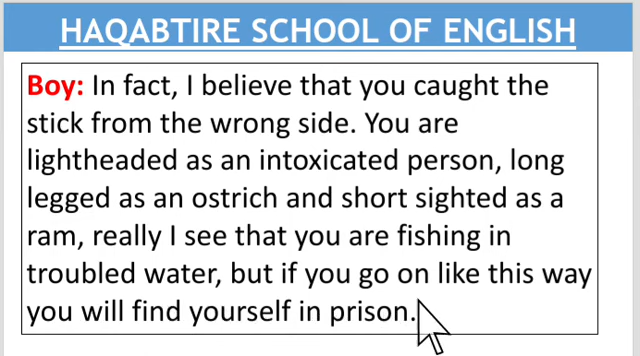 HAQABTIRE SCHOOL OF ENGLISH
Boy: In fact, I believe that you caught the
stick from the wrong side. You are
lightheaded as an intoxicated person, long
legged as an ostrich and short sighted as a
ram, really I see that you are fishing in
troubled water, but if you go on like this way
you will find yourself in prison.